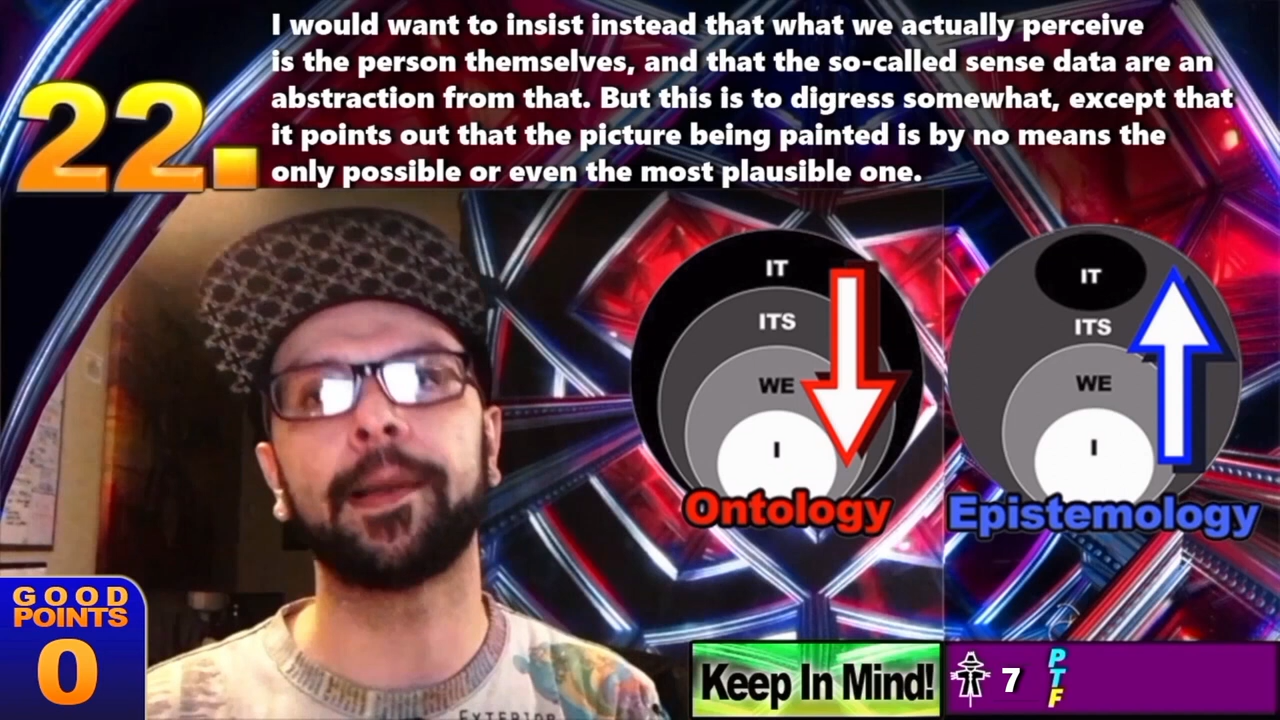 22.
I would want to insist instead that what we actually perceive
is the person themselves, and that the so-called sense data are an
abstraction from that. But this is to digress somewhat, except that
it points out that the picture being painted is by no means the
only possible or even the most plausible one.
IT
ITS
WE
I
Ontology
IT
ITS
WE
I
Epistemology
GOOD
POINTS
0
EXTERIOR
Keep In Mind!
7
P
T
F